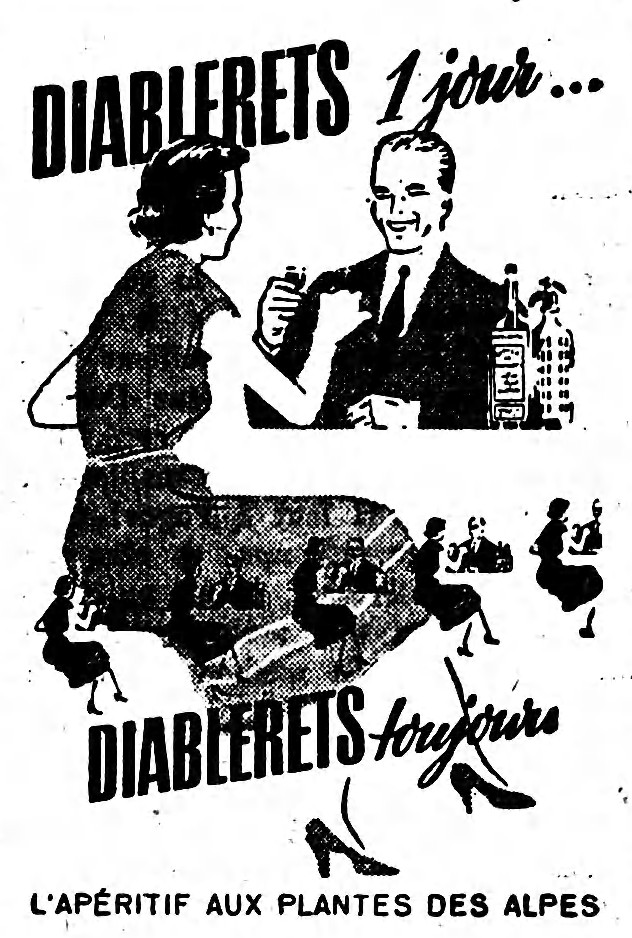 DIABLERETS 1 jour...
DIABLERETS toujours
L'APÉRITIF AUX PLANTES DES ALPES